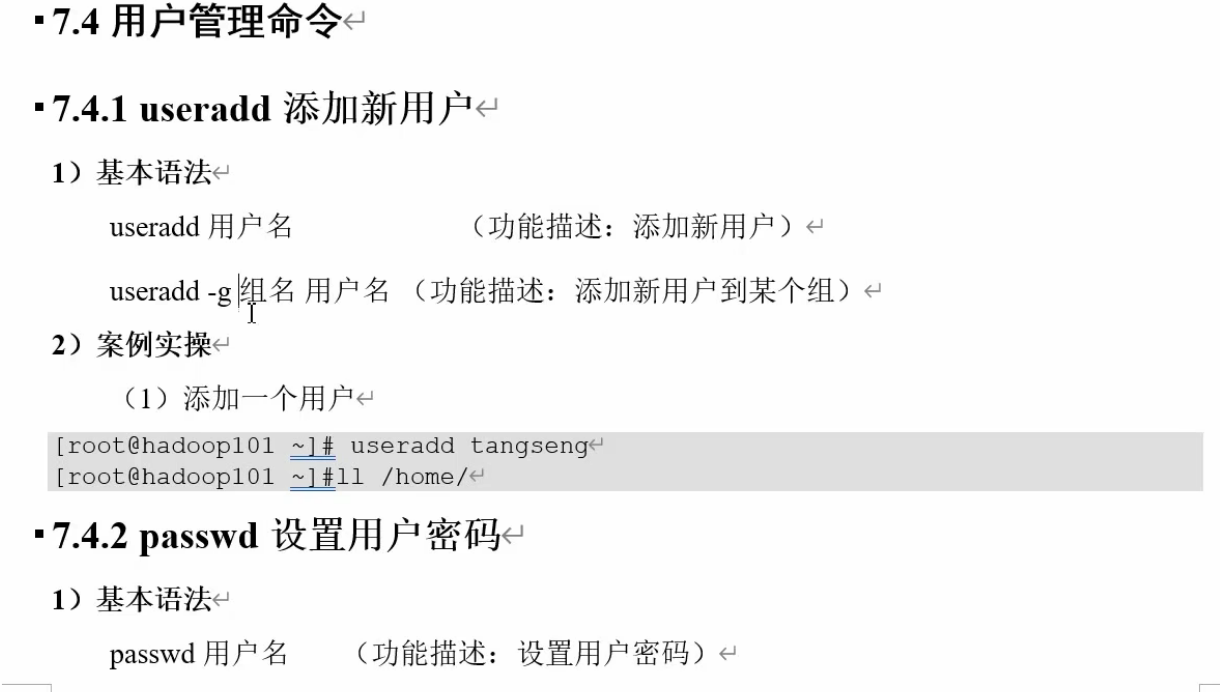 7.4 用户管理命令
7.4.1 useradd 添加新用户
1）基本语法
useradd 用户名 （功能描述：添加新用户）
useradd -g 组名 用户名 （功能描述：添加新用户到某个组）
2）案例实操
（1）添加一个用户
[root@hadoop101 ~]# useradd tangseng
[root@hadoop101 ~]#ll /home/
7.4.2 passwd 设置用户密码
1）基本语法
passwd 用户名 （功能描述：设置用户密码）